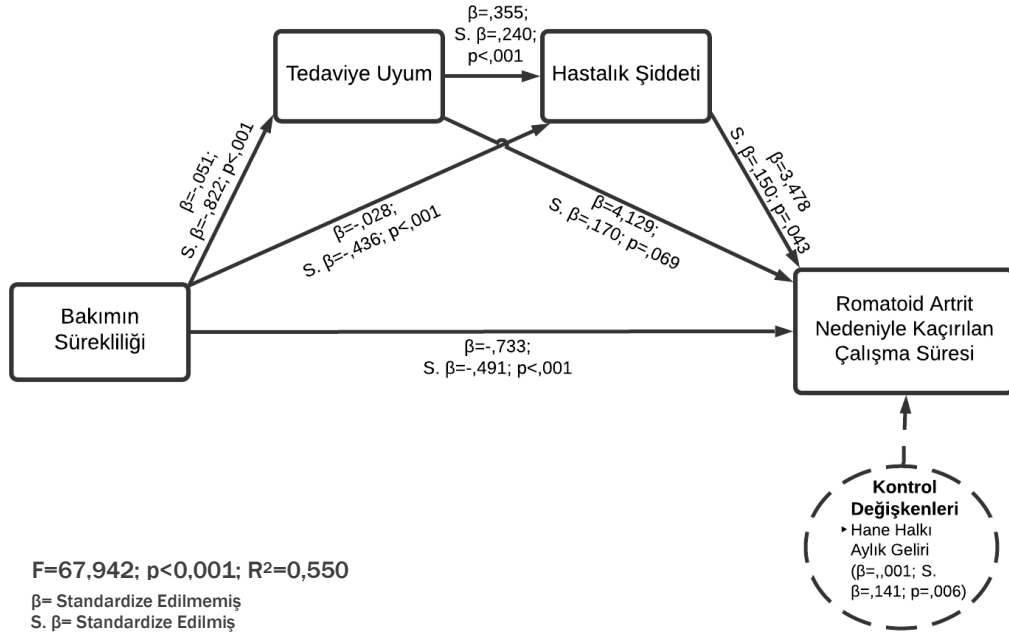 β=,355;
S. β=,240;
p<,001
Tedaviye Uyum
Hastalık Şiddeti
β=-,051;
S. β=-,822; p<,001
β=-,028;
S. β=-,436; p<,001
β=4,129;
S. β=,170; p=,069
β=3,478
S. β=,150; p=,043
Bakımın
Sürekliliği
β=-,733;
S. β=-,491; p<,001
Romatoid Artrit
Nedeniyle Kaçırılan
Çalışma Süresi
Kontrol
Değişkenleri
‣ Hane Halkı
Aylık Geliri
(β=,,001; S.
β=,141; p=,006)
F=67,942; p<0,001; R²=0,550
β= Standardize Edilmemiş
S. β= Standardize Edilmiş